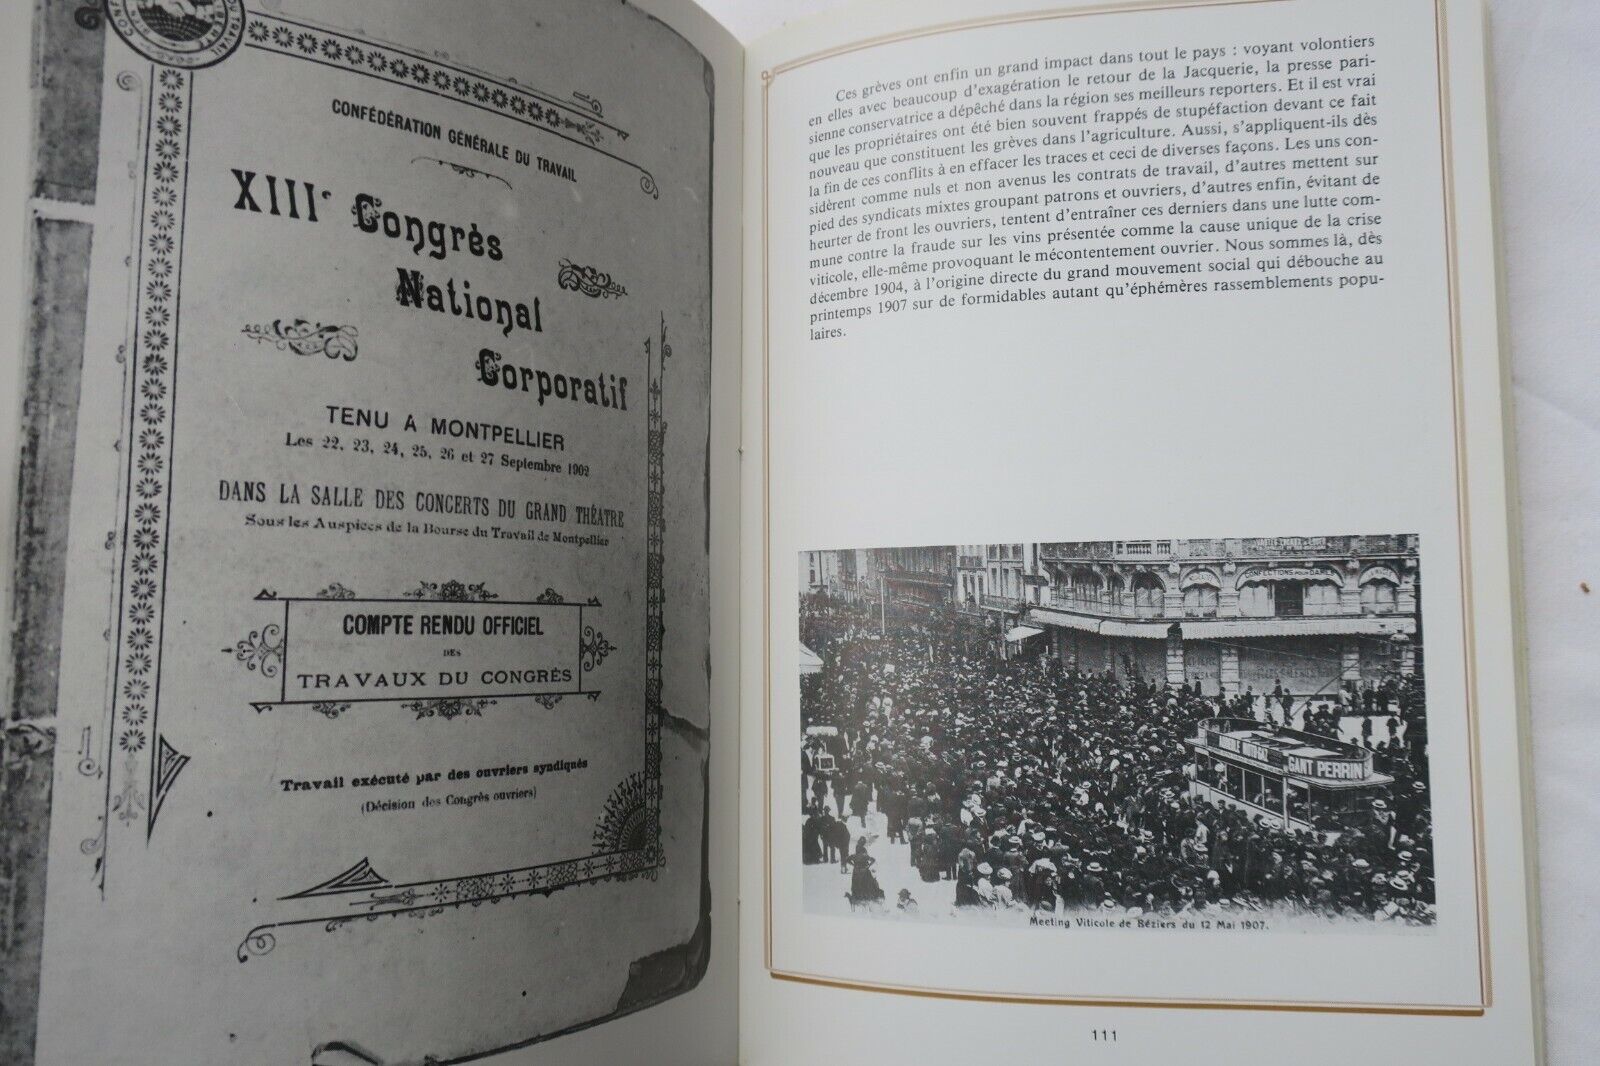 CONFÉDÉRATION GÉNÉRALE DU TRAVAIL
XIIIe Congrès
National
Corporatif
TENU A MONTPELLIER
Les 22, 23, 24, 25, 26 et 27 Septembre 1902
DANS LA SALLE DES CONCERTS DU GRAND THÉATRE
Sous les Auspices de la Bourse du Travail de Montpellier
COMPTE RENDU OFFICIEL
DES
TRAVAUX DU CONGRÈS
Travail exécuté par des ouvriers syndiqués
(Décision des Congrès ouvriers)
Ces grèves ont enfin un grand impact dans tout le pays : voyant volontiers
en elles avec beaucoup d'exagération le retour de la Jacquerie, la presse pari-
sienne conservatrice a dépêché dans la région ses meilleurs reporters. Et il est vrai
que les propriétaires ont été bien souvent frappés de stupéfaction devant ce fait
nouveau que constituent les grèves dans l'agriculture. Aussi, s'appliquent-ils dès
la fin de ces conflits à en effacer les traces et ceci de diverses façons. Les uns con-
sidèrent comme nuls et non avenus les contrats de travail, d'autres mettent sur
pied des syndicats mixtes groupant patrons et ouvriers, d'autres enfin, évitant de
heurter de front les ouvriers, tentent d'entraîner ces derniers dans une lutte com-
mune contre la fraude sur les vins présentée comme la cause unique de la crise
viticole, elle-même provoquant le mécontentement ouvrier. Nous sommes là, dès
décembre 1904, à l'origine directe du grand mouvement social qui débouche au
printemps 1907 sur de formidables autant qu'éphémères rassemblements popu-
laires.
CONFECTIONS POUR DAMES
GANT PERRIN
Meeting Viticole de Béziers du 12 Mai 1907.
111